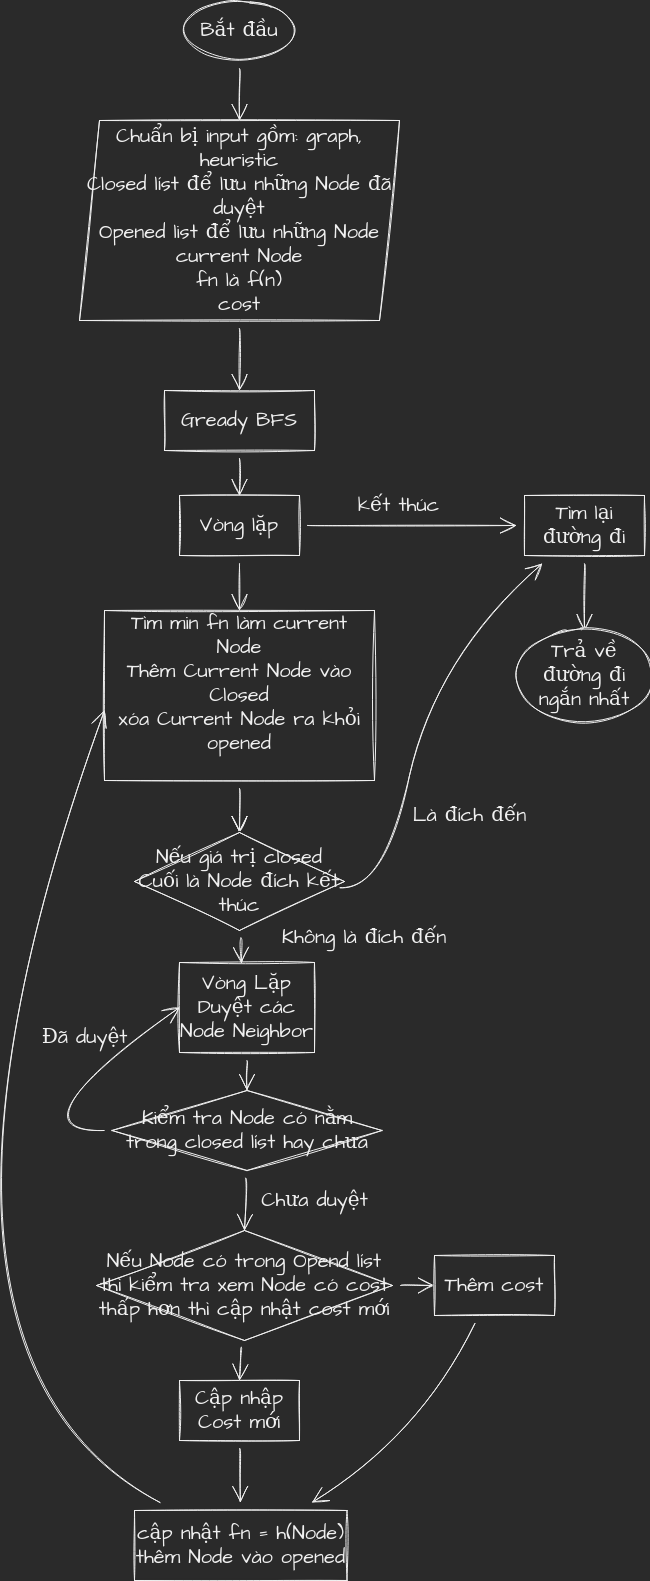 Bắt đầu
Chuẩn bị input gồm: graph,
heuristic
Closed list để lưu những Node đã
duyệt
Opened list để lưu những Node
current Node
fn là f(n)
cost
Gready BFS
Vòng lặp
kết thúc
Tìm lại
đường đi
Tìm min fn làm current
Node
Thêm Current Node vào
Closed
xóa Current Node ra khỏi
opened
Trả về
đường đi
ngắn nhất
Là đích đến
Nếu giá trị closed
Cuối là Node đích kết
thúc
Không là đích đến
Vòng Lặp
Duyệt các
Node Neighbor
Đã duyệt
Kiểm tra Node có nằm
trong closed list hay chưa
Chưa duyệt
Nếu Node có trong Opend list
thì kiểm tra xem Node có cost
thấp hơn thì cập nhật cost mới
Thêm cost
Cập nhập
Cost mới
cập nhật fn = h(Node)
thêm Node vào opened